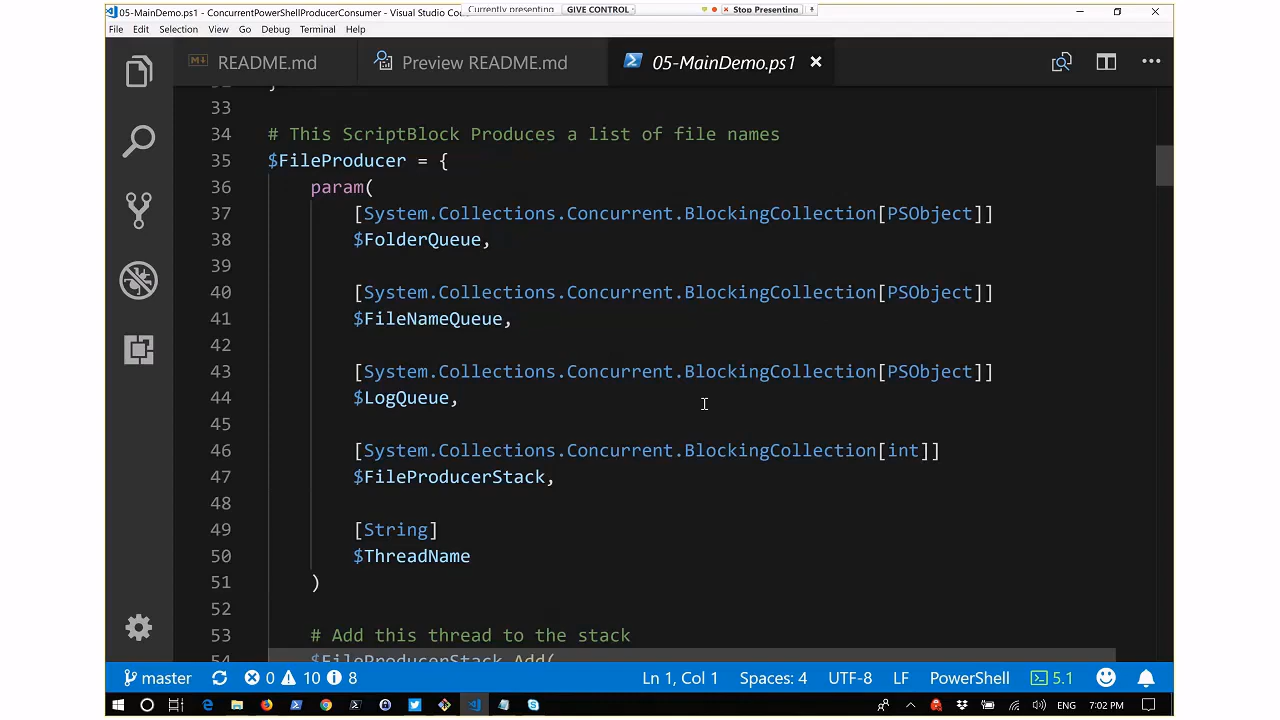 05-MainDemo.ps1 - ConcurrentPowerShellProducerConsumer - Visual Studio Co
Currently presenting
GIVE CONTROL
Stop Presenting
File Edit Selection View Go Debug Terminal Help
README.md
Preview README.md
05-MainDemo.ps1
33
34 # This ScriptBlock Produces a list of file names
35 $FileProducer = {
36 param(
37 [System.Collections.Concurrent.BlockingCollection[PSObject]]
38 $FolderQueue,
39
40 [System.Collections.Concurrent.BlockingCollection[PSObject]]
41 $FileNameQueue,
42
43 [System.Collections.Concurrent.BlockingCollection[PSObject]]
44 $LogQueue,
45
46 [System.Collections.Concurrent.BlockingCollection[int]]
47 $FileProducerStack,
48
49 [String]
50 $ThreadName
51 )
52
53 # Add this thread to the stack
54 $FileProducerStack.Add(
master 0 10 8 Ln 1, Col 1 Spaces: 4 UTF-8 LF PowerShell 5.1
ENG 7:02 PM